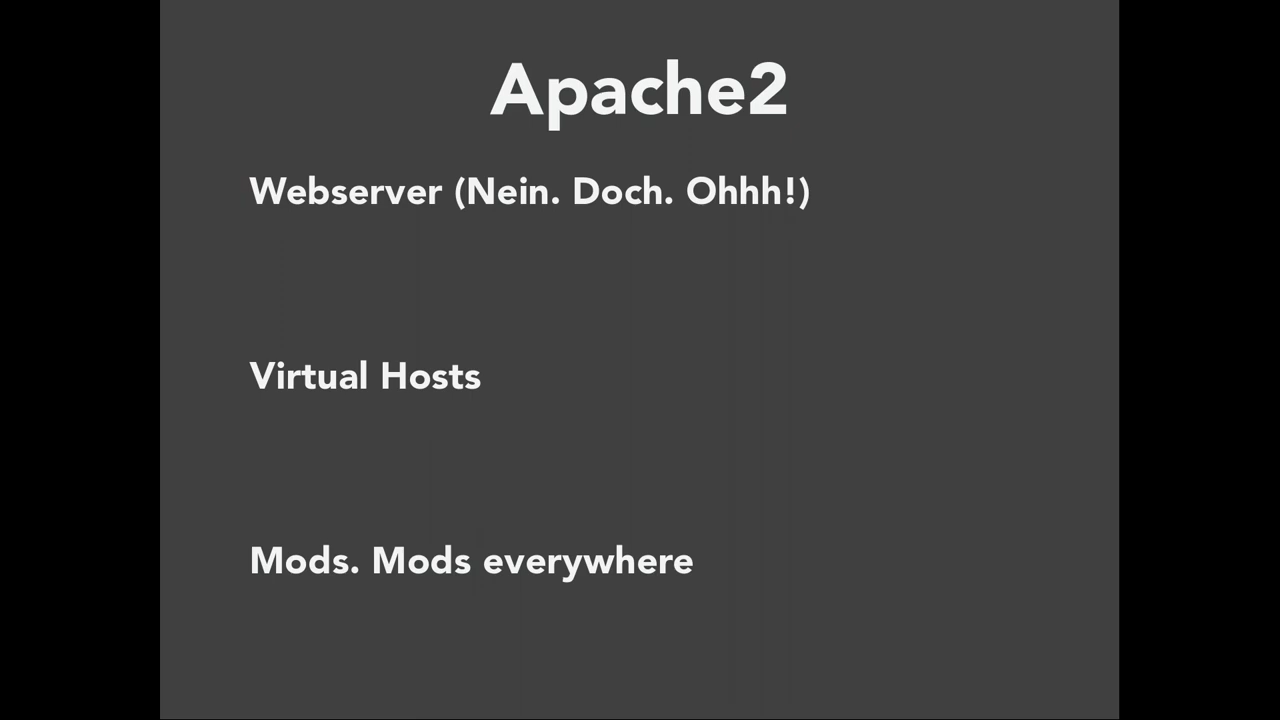 Apache2
Webserver (Nein. Doch. Ohhh!)
Virtual Hosts
Mods. Mods everywhere